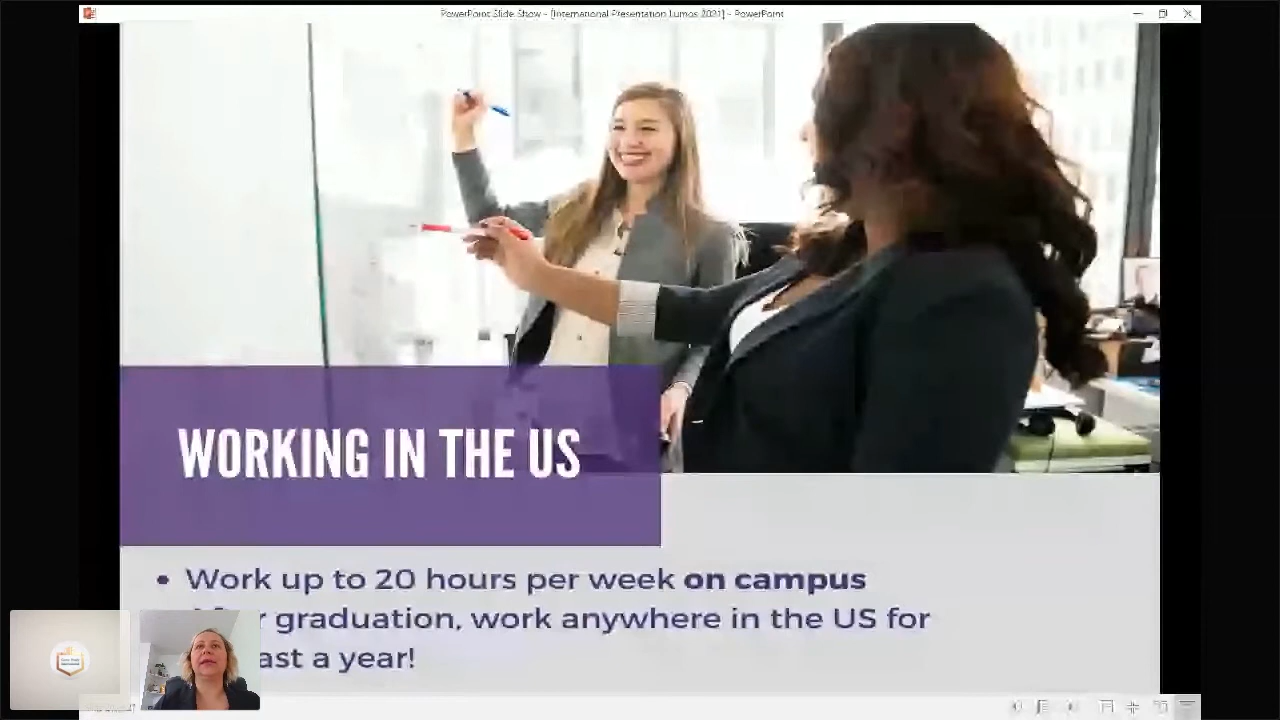 PowerPoint Slide Show - [International Presentation Lumos 2021] - PowerPoint
WORKING IN THE US
• Work up to 20 hours per week on campus
graduation, work anywhere in the US for
a year!